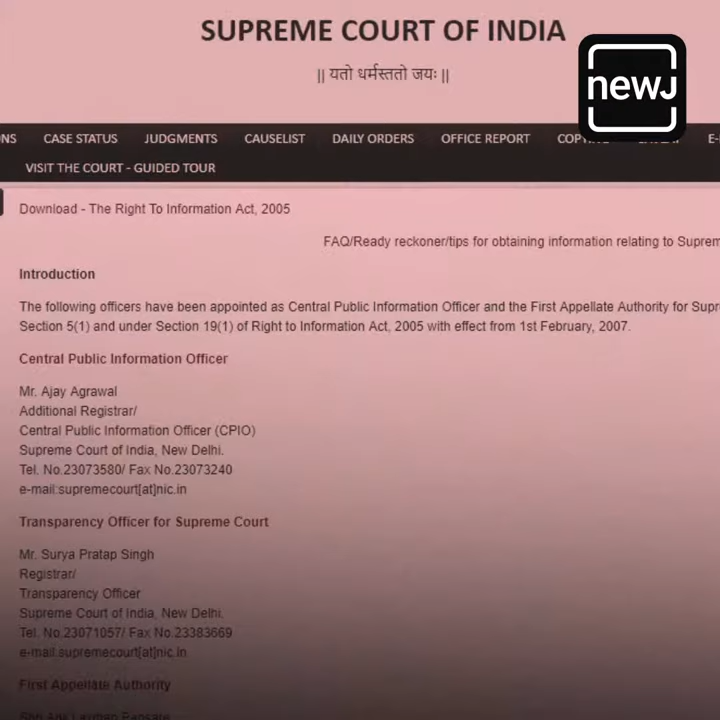 SUPREME COURT OF INDIA
|| यतो धर्मस्ततो जयः ||
newJ
NS CASE STATUS JUDGMENTS CAUSELIST DAILY ORDERS OFFICE REPORT
VISIT THE COURT - GUIDED TOUR
Download - The Right To Information Act, 2005
FAQ/Ready reckoner/tips for obtaining information relating to Suprem
Introduction
The following officers have been appointed as Central Public Information Officer and the First Appellate Authority for Supr
Section 5(1) and under Section 19(1) of Right to Information Act, 2005 with effect from 1st February, 2007.
Central Public Information Officer
Mr. Ajay Agrawal
Additional Registrar/
Central Public Information Officer (CPIO)
Supreme Court of India, New Delhi.
Tel. No.23073580/ Fax No.23073240
e-mail:supremecourt[at]nic.in
Transparency Officer for Supreme Court
Mr. Surya Pratap Singh
Registrar/
Transparency Officer
Supreme Court of India, New Delhi.
Tel. No.23071057/ Fax No.23383669
e-mail:supremecourt[at]nic.in
First Appellate Authority